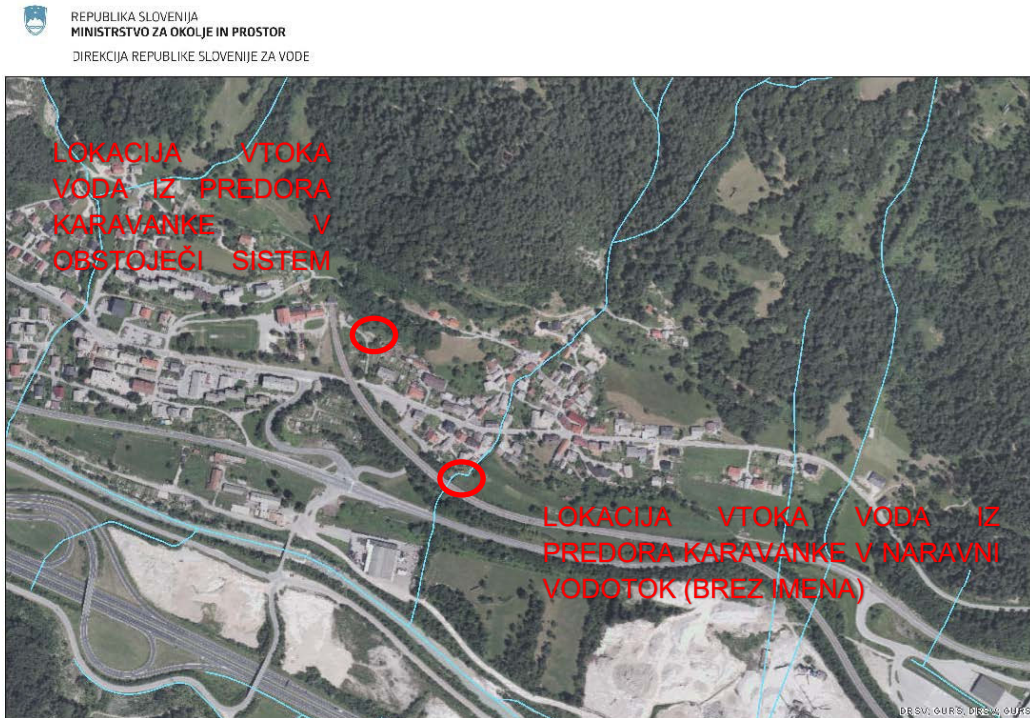 REPUBLIKA SLOVENIJA
MINISTRSTVO ZA OKOLJE IN PROSTOR
DIREKCIJA REPUBLIKE SLOVENIJE ZA VODE
LOKACIJA VTOKA
VODA IZ PREDORA
KARAVANKE V
OBSTOJEČI SISTEM
LOKACIJA VTOKA VODA IZ
PREDORA KARAVANKE V NARAVNI
VODOTOK (BREZ IMENA)
DRSV, GURS, DRSV, GURS